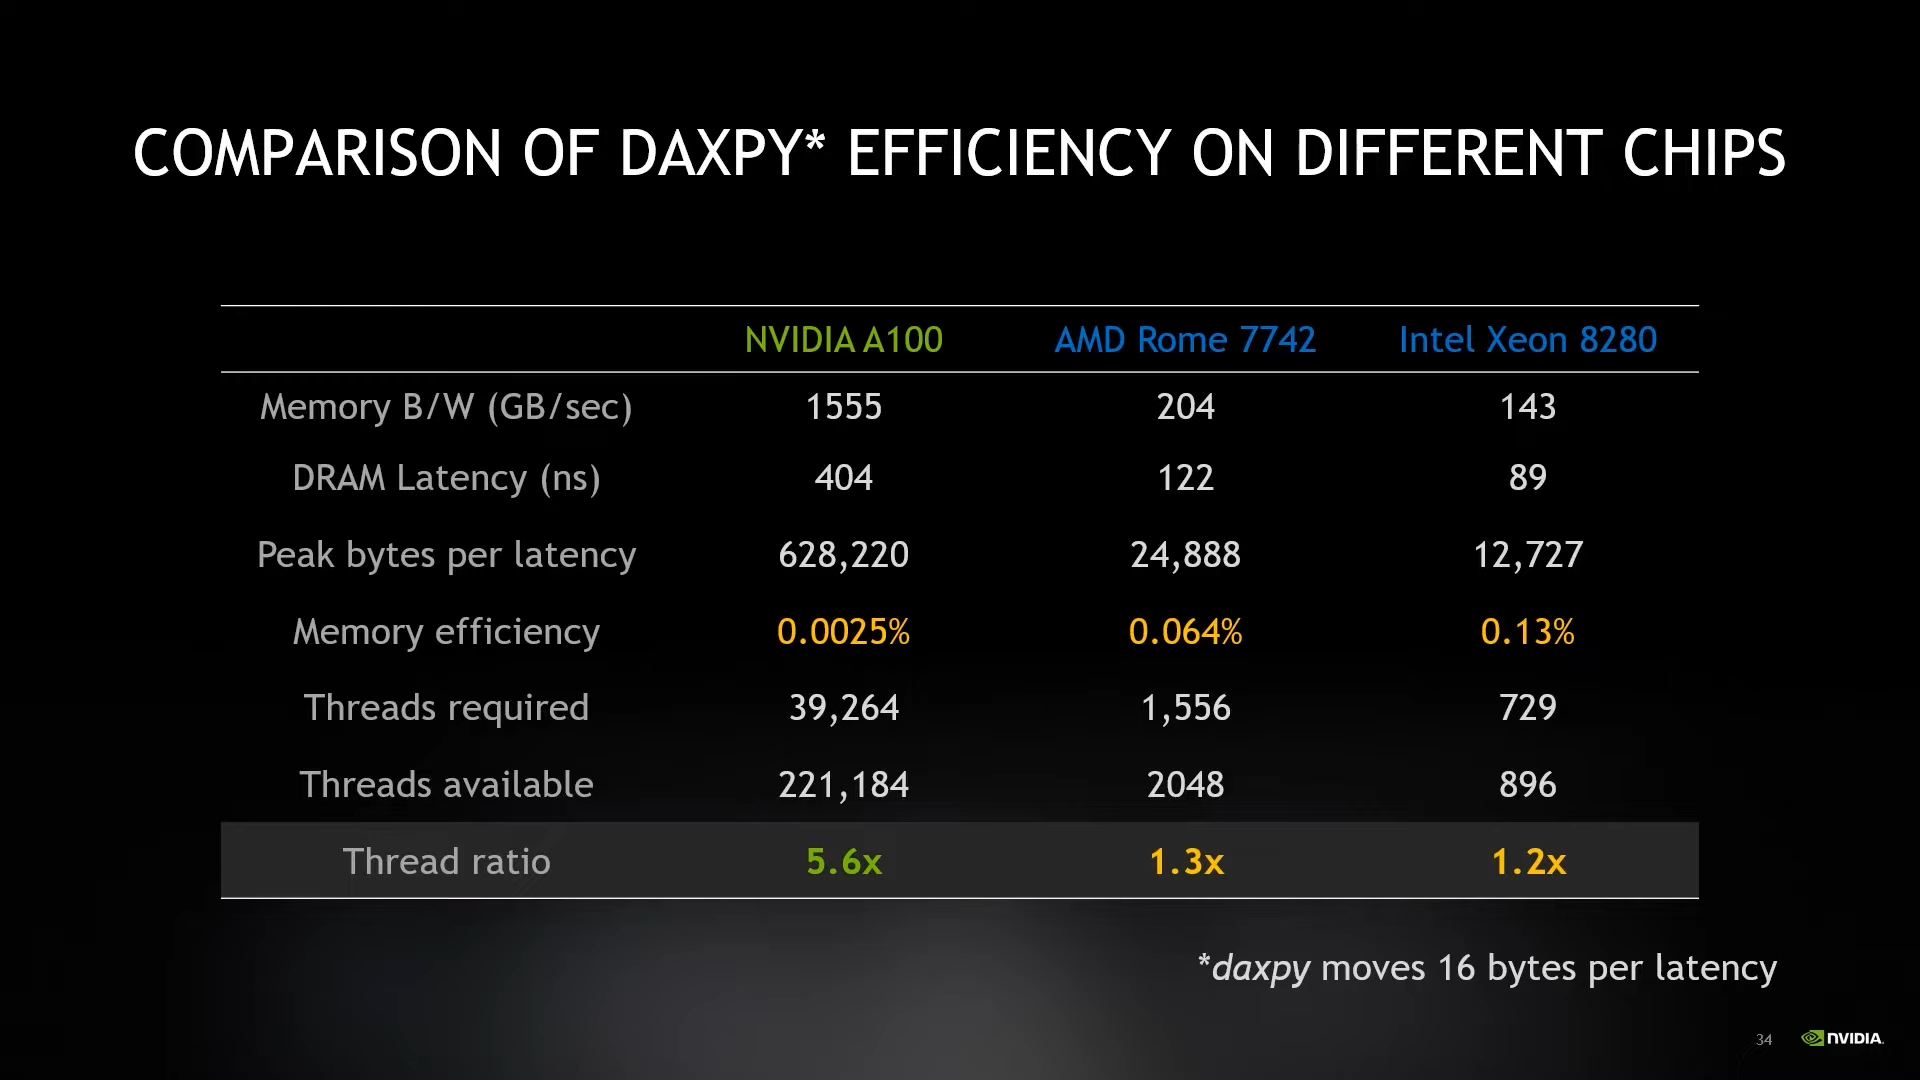 COMPARISON OF DAXPY* EFFICIENCY ON DIFFERENT CHIPS
NVIDIA A100 AMD Rome 7742 Intel Xeon 8280
Memory B/W (GB/sec) 1555 204 143
DRAM Latency (ns) 404 122 89
Peak bytes per latency 628,220 24,888 12,727
Memory efficiency 0.0025% 0.064% 0.13%
Threads required 39,264 1,556 729
Threads available 221,184 2048 896
Thread ratio 5.6x 1.3x 1.2x
*daxpy moves 16 bytes per latency
34 NVIDIA.